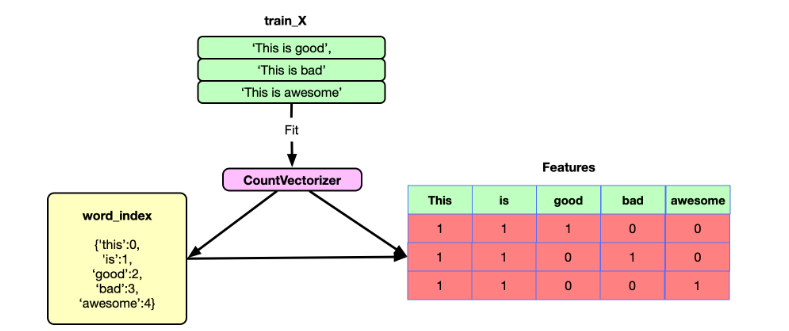 train_X
‘This is good’,
‘This is bad’
‘This is awesome’
Fit
CountVectorizer
word_index
{'this':0,
'is':1,
‘good':2,
'bad':3,
‘awesome':4}
Features
This is good bad awesome
1 1 1 0 0
1 1 0 1 0
1 1 0 0 1